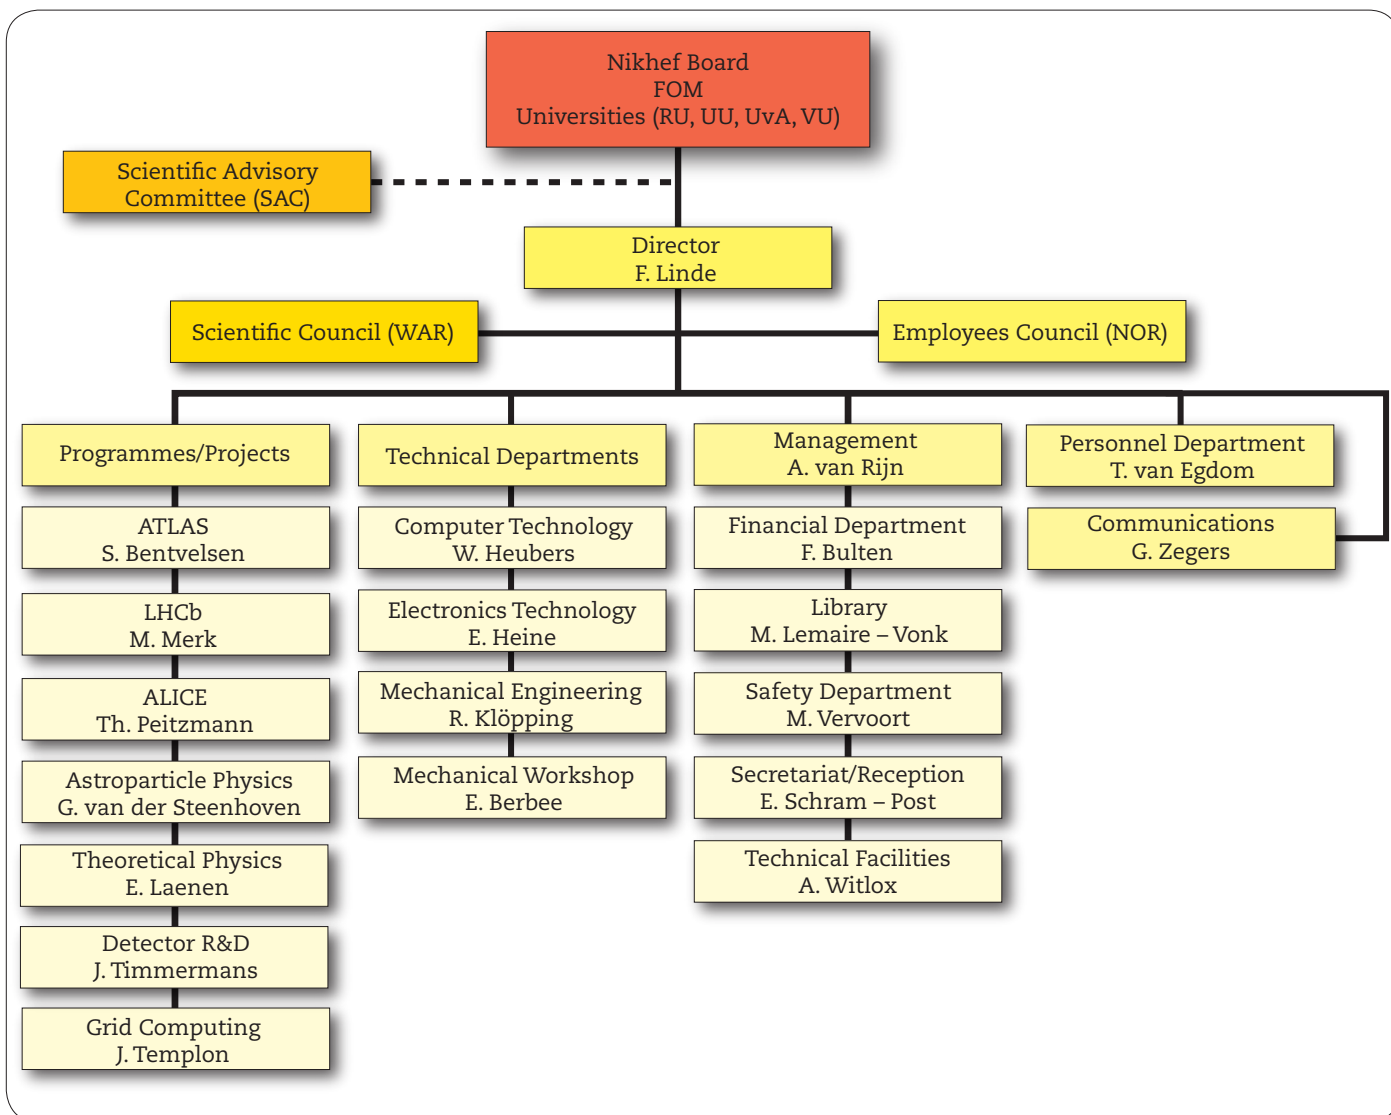 Nikhef Board
FOM
Universities (RU, UU, UvA, VU)
Scientific Advisory
Committee (SAC)
Director
F. Linde
Scientific Council (WAR)
Employees Council (NOR)
Programmes/Projects
ATLAS
S. Bentvelsen
LHCb
M. Merk
ALICE
Th. Peitzmann
Astroparticle Physics
G. van der Steenhoven
Theoretical Physics
E. Laenen
Detector R&D
J. Timmermans
Grid Computing
J. Templon
Technical Departments
Computer Technology
W. Heubers
Electronics Technology
E. Heine
Mechanical Engineering
R. Klöpping
Mechanical Workshop
E. Berbee
Management
A. van Rijn
Financial Department
F. Bulten
Library
M. Lemaire – Vonk
Safety Department
M. Vervoort
Secretariat/Reception
E. Schram – Post
Technical Facilities
A. Witlox
Personnel Department
T. van Egdom
Communications
G. Zegers